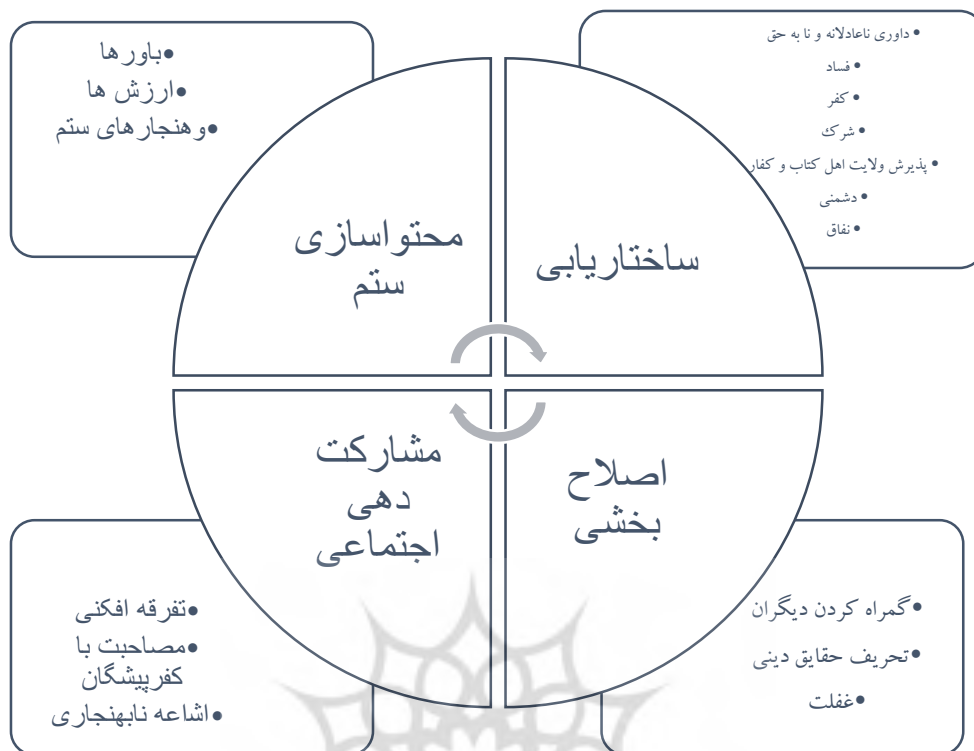 • داوری ناعادلانه و نا به حق
• فساد
• کفر
• شرک
• پذیرش ولایت اهل کتاب و کفار
• دشمنی
• نفاق
•باورها
•ارزش ها
•وهنجارهای ستم
ساختاریابی
محتواسازی
ستم
اصلاح
بخشی
مشارکت
دهی
اجتماعی
•گمراه کردن دیگران
•تحریف حقایق دینی
•غفلت
•تفرقه افکنی
•مصاحبت با
کفرپیشگان
•اشاعه نابهنجاری